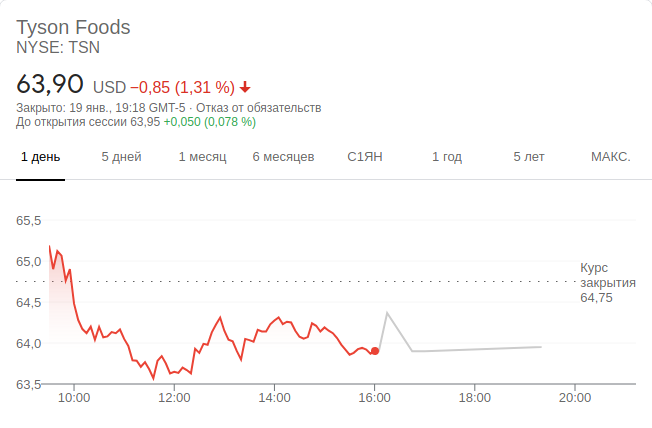 Tyson Foods
NYSE: TSN
63,90 USD −0,85 (1,31 %)
Закрыто: 19 янв., 19:18 GMT-5 · Отказ от обязательств
До открытия сессии 63,95 +0,050 (0,078 %)
1 день 5 дней 1 месяц 6 месяцев С1ЯН 1 год 5 лет МАКС.
65,5
65,0
Курс
закрытия
64,75
64,5
64,0
63,5
10:00 12:00 14:00 16:00 18:00 20:00